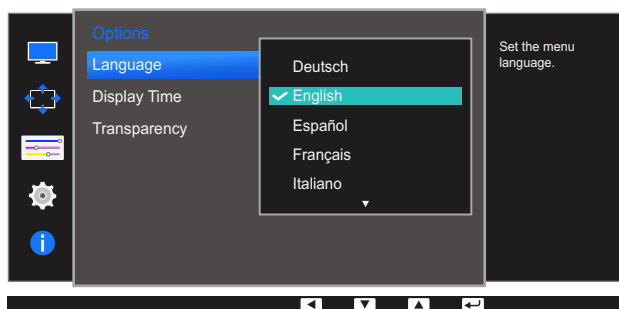 Options
Language
Display Time
Transparency
Deutsch
English
Español
Français
Italiano
Set the menu
language.